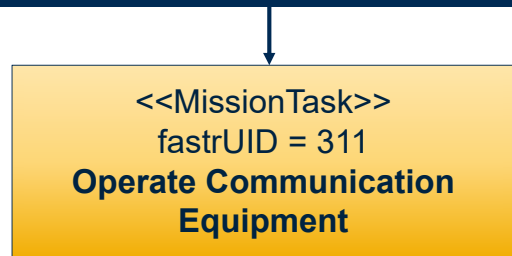 <<MissionTask>>
fastrUID = 311
Operate Communication
Equipment